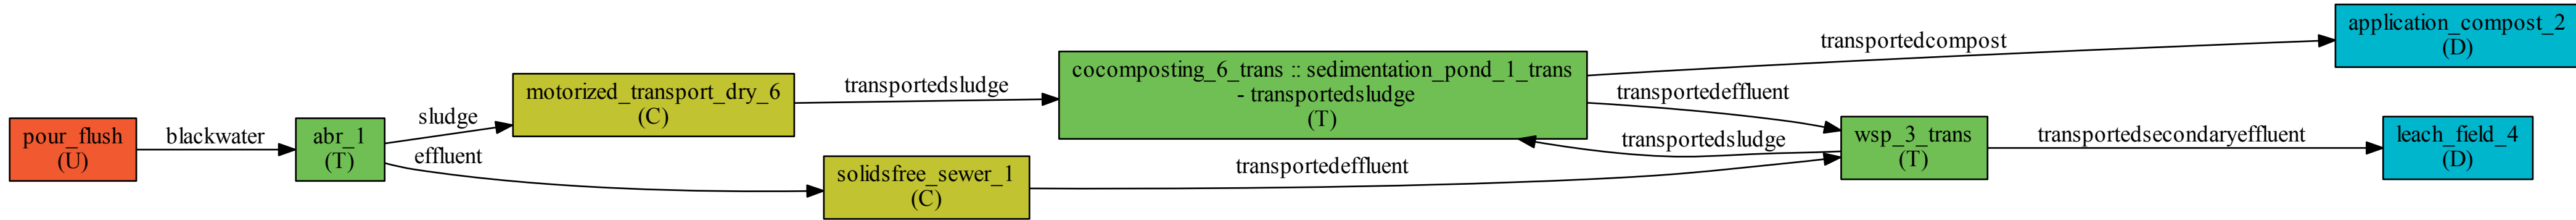 pour_flush
(U)
blackwater
abr_1
(T)
sludge
effluent
motorized_transport_dry_6
(C)
solidsfree_sewer_1
(C)
transportedsludge
transportedeffluent
cocomposting_6_trans :: sedimentation_pond_1_trans
- transportedsludge
(T)
transportedcompost
transportedeffluent
transportedsludge
wsp_3_trans
(T)
transportedsecondaryeffluent
application_compost_2
(D)
leach_field_4
(D)